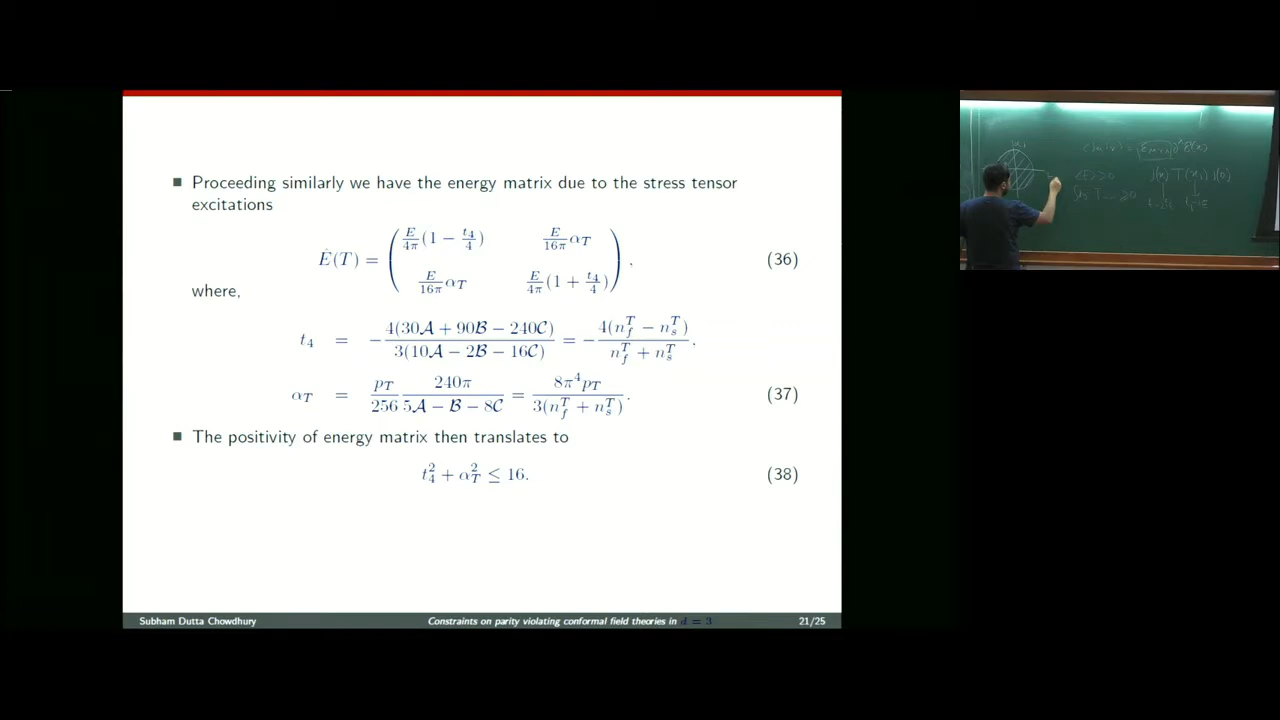 ■ Proceeding similarly we have the energy matrix due to the stress tensor
excitations
Ê(T) = ( E/4π (1 − t₄/4)   E/16π α_T ; E/16π α_T   E/4π (1 + t₄/4) ) , (36)
where,
t₄ = − 4(30𝒜 + 90ℬ − 240𝒞) / 3(10𝒜 − 2ℬ − 16𝒞) = − 4(n_f^T − n_s^T) / n_f^T + n_s^T ,
α_T = p_T/256 240π / 5𝒜 − ℬ − 8𝒞 = 8π⁴p_T / 3(n_f^T + n_s^T) . (37)
■ The positivity of energy matrix then translates to
t₄² + α_T² ≤ 16. (38)
Subham Dutta Chowdhury Constraints on parity violating conformal field theories in d = 3 21/25